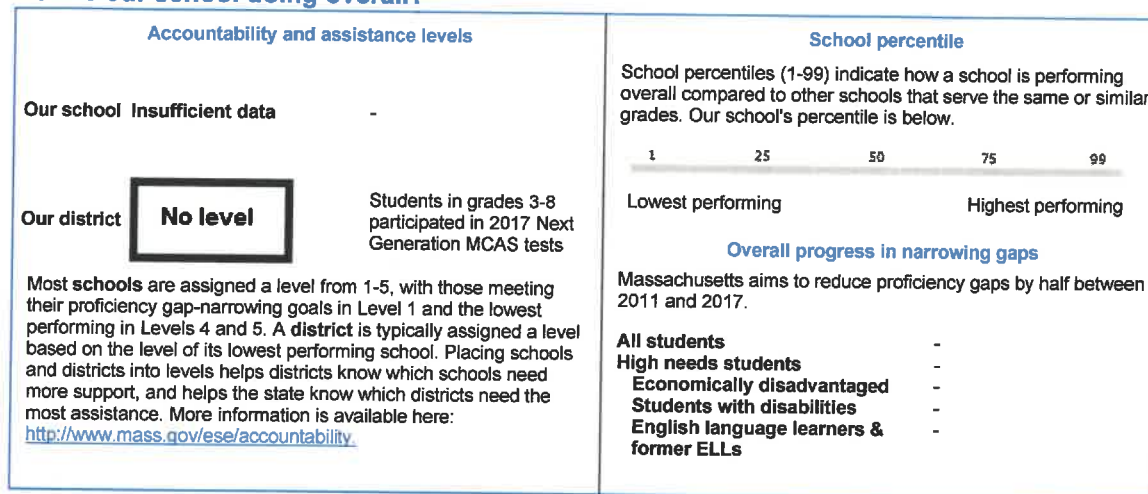 our school doing overall?
Accountability and assistance levels
Our school Insufficient data -
Our district No level
Students in grades 3-8
participated in 2017 Next
Generation MCAS tests
Most schools are assigned a level from 1-5, with those meeting
their proficiency gap-narrowing goals in Level 1 and the lowest
performing in Levels 4 and 5. A district is typically assigned a level
based on the level of its lowest performing school. Placing schools
and districts into levels helps districts know which schools need
more support, and helps the state know which districts need the
most assistance. More information is available here:
http://www.mass.gov/ese/accountability.
School percentile
School percentiles (1-99) indicate how a school is performing
overall compared to other schools that serve the same or similar
grades. Our school's percentile is below.
1 25 50 75 99
Lowest performing Highest performing
Overall progress in narrowing gaps
Massachusetts aims to reduce proficiency gaps by half between
2011 and 2017.
All students -
High needs students -
Economically disadvantaged -
Students with disabilities -
English language learners & -
former ELLs